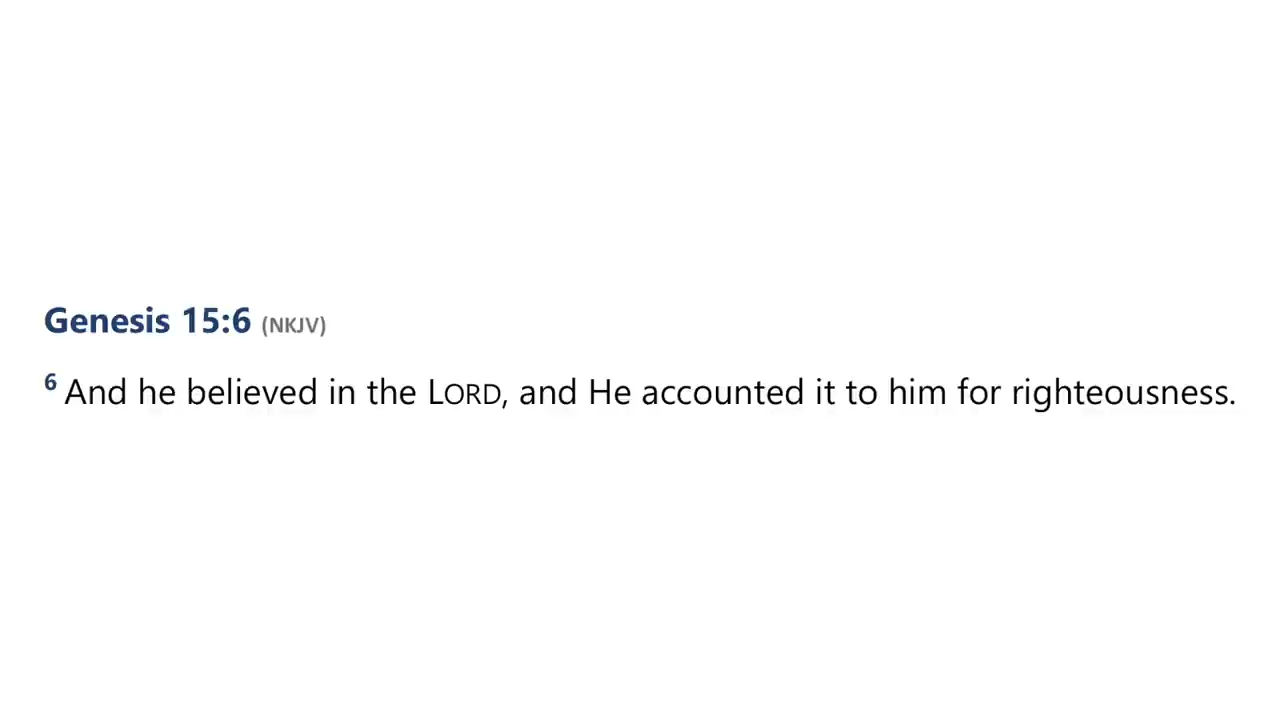 Genesis 15:6 (NKJV)
6 And he believed in the LORD, and He accounted it to him for righteousness.